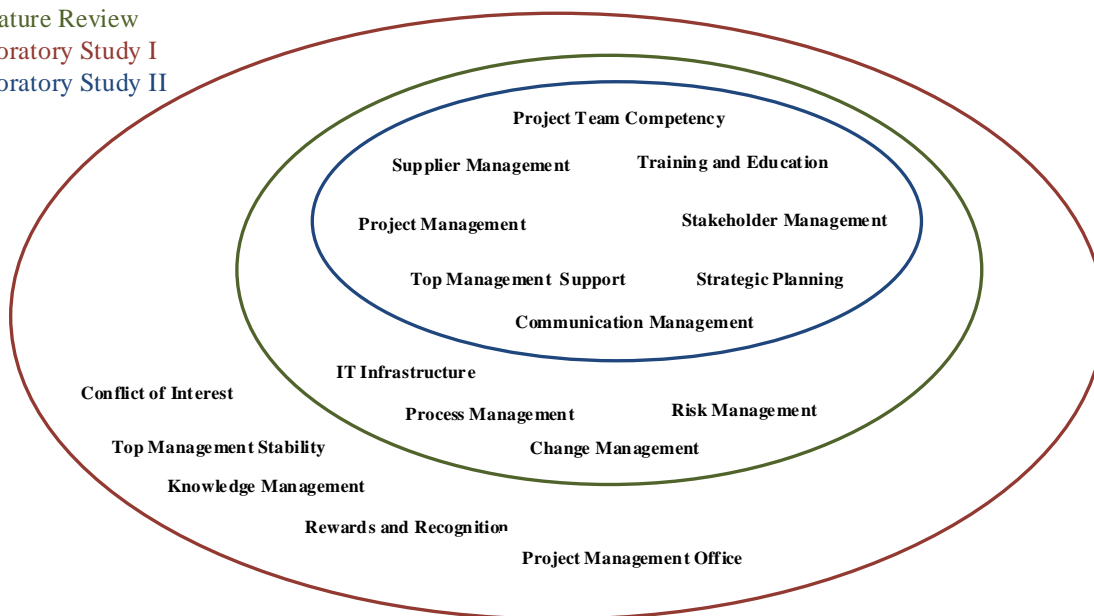 ature Review
oratory Study I
oratory Study II
Project Team Competency
Supplier Management
Training and Education
Project Management
Stakeholder Management
Top Management Support
Strategic Planning
Communication Management
IT Infrastructure
Conflict of Interest
Process Management
Risk Management
Top Management Stability
Change Management
Knowledge Management
Rewards and Recognition
Project Management Office